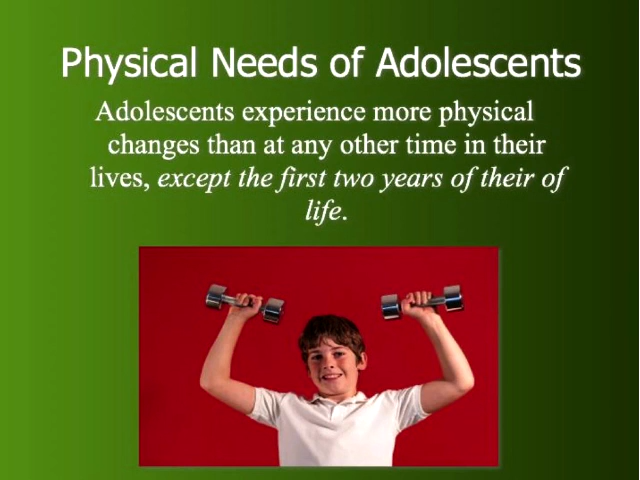 Physical Needs of Adolescents
Adolescents experience more physical
changes than at any other time in their
lives, except the first two years of their of
life.